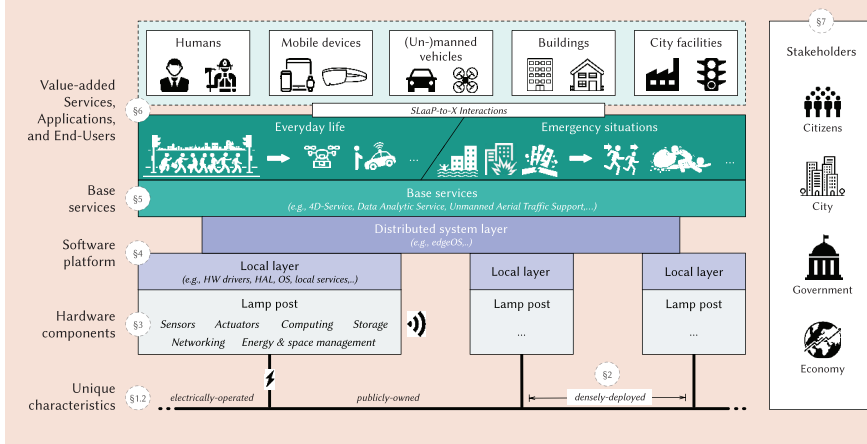 §7
Stakeholders
Citizens
City
Government
Economy
Humans
Mobile devices
(Un-)manned
vehicles
Buildings
City facilities
Value-added
Services,
Applications,
and End-Users
§6
SLaaP-to-X Interactions
Everyday life
Emergency situations
...
...
Base
services
§5
Base services
(e.g., 4D-Service, Data Analytic Service, Unmanned Aerial Traffic Support,...)
Software
platform
§4
Distributed system layer
(e.g., edgeOS,..)
Local layer
(e.g., HW drivers, HAL, OS, local services,..)
Local layer
Local layer
Hardware
components
§3
Lamp post
Sensors Actuators Computing Storage
Networking Energy & space management
Lamp post
...
Lamp post
...
Unique
characteristics
§1.2
electrically-operated
publicly-owned
§2
densely-deployed